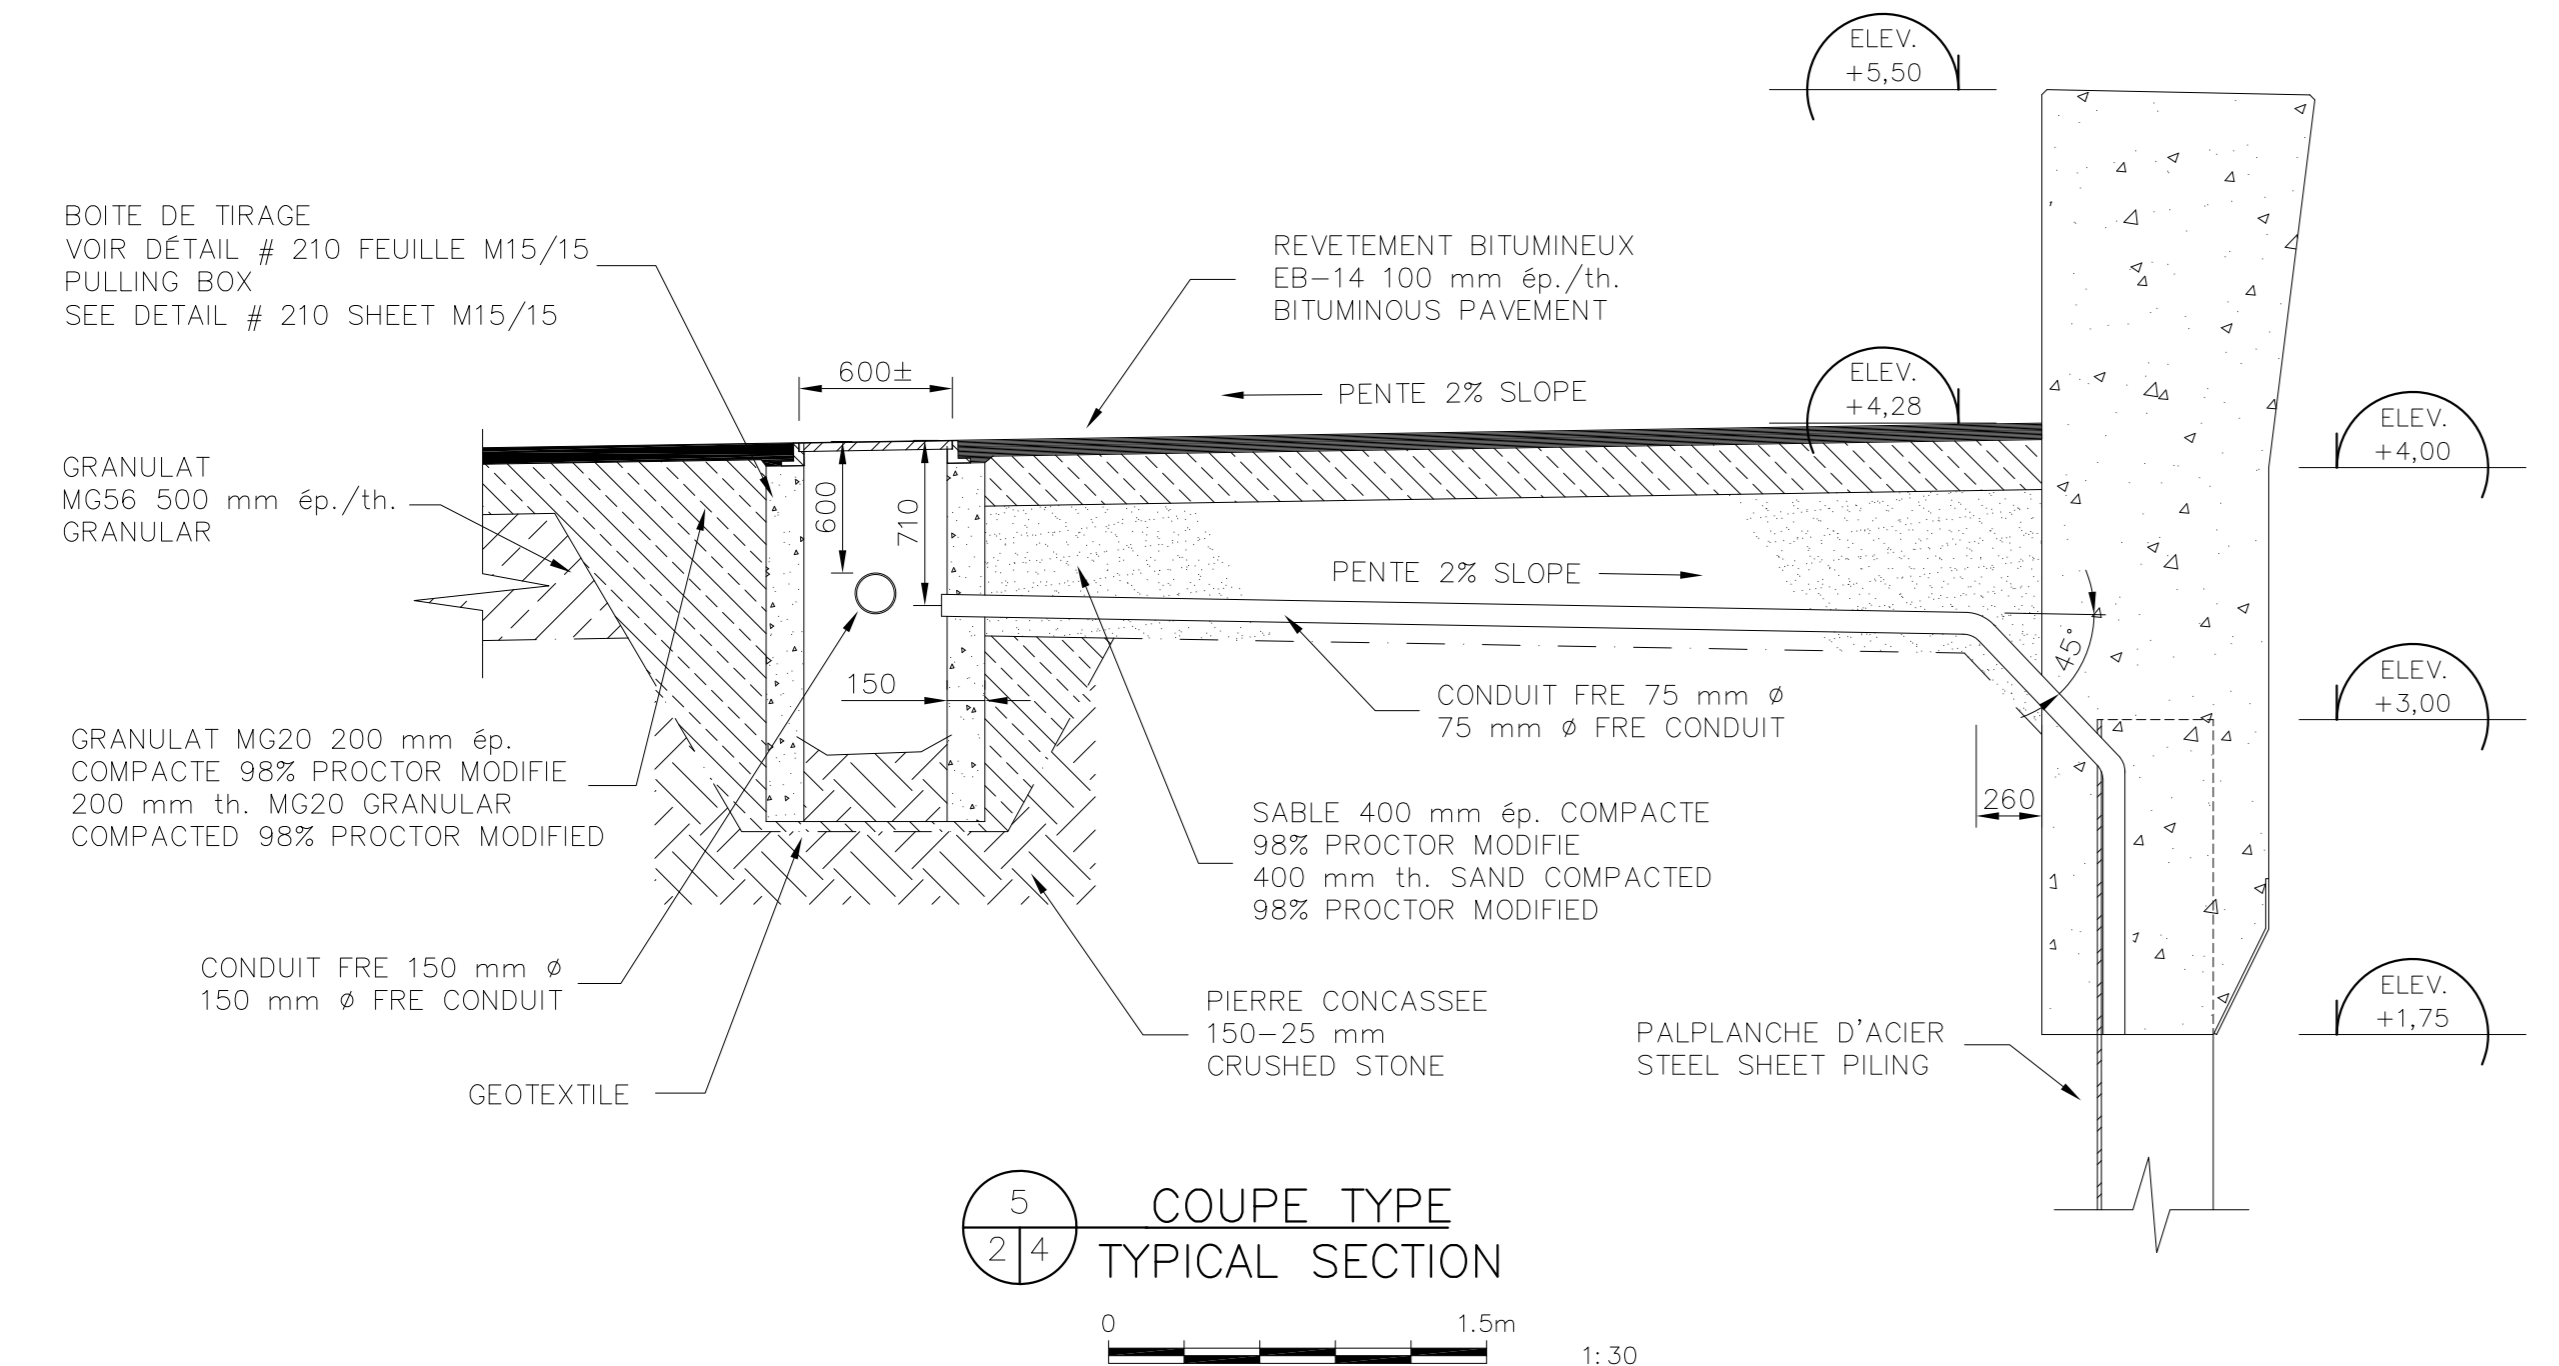 ELEV.
+5,50
BOITE DE TIRAGE
VOIR DÉTAIL # 210 FEUILLE M15/15
PULLING BOX
SEE DETAIL # 210 SHEET M15/15
REVETEMENT BITUMINEUX
EB-14 100 mm ép./th.
BITUMINOUS PAVEMENT
600±
PENTE 2% SLOPE
ELEV.
+4,28
ELEV.
+4,00
GRANULAT
MG56 500 mm ép./th.
GRANULAR
600
710
PENTE 2% SLOPE
45°
ELEV.
+3,00
150
CONDUIT FRE 75 mm ø
75 mm ø FRE CONDUIT
GRANULAT MG20 200 mm ép.
COMPACTE 98% PROCTOR MODIFIE
200 mm th. MG20 GRANULAR
COMPACTED 98% PROCTOR MODIFIED
260
SABLE 400 mm ép. COMPACTE
98% PROCTOR MODIFIE
400 mm th. SAND COMPACTED
98% PROCTOR MODIFIED
CONDUIT FRE 150 mm ø
150 mm ø FRE CONDUIT
PIERRE CONCASSEE
150-25 mm
CRUSHED STONE
ELEV.
+1,75
PALPLANCHE D'ACIER
STEEL SHEET PILING
GEOTEXTILE
5
2 4
COUPE TYPE
TYPICAL SECTION
0 1.5m
1:30